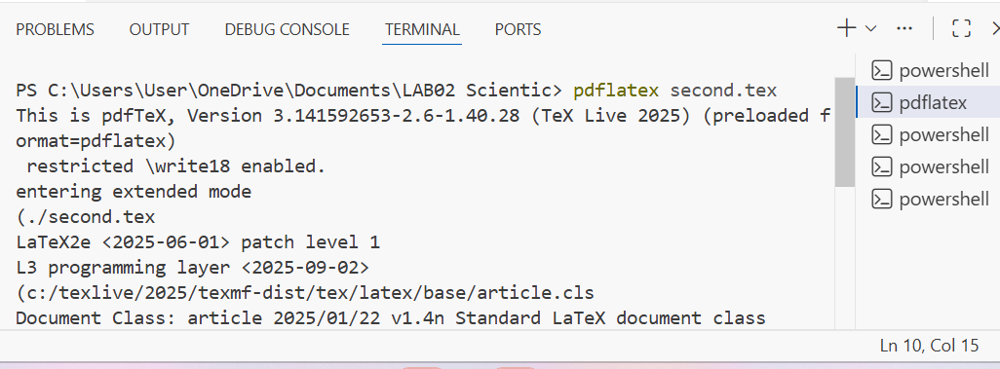 PROBLEMS OUTPUT DEBUG CONSOLE TERMINAL PORTS
PS C:\Users\User\OneDrive\Documents\LAB02 Scientic> pdflatex second.tex
This is pdfTeX, Version 3.141592653-2.6-1.40.28 (TeX Live 2025) (preloaded f
ormat=pdflatex)
 restricted \write18 enabled.
entering extended mode
(./second.tex
LaTeX2e <2025-06-01> patch level 1
L3 programming layer <2025-09-02>
(c:/texlive/2025/texmf-dist/tex/latex/base/article.cls
Document Class: article 2025/01/22 v1.4n Standard LaTeX document class
powershell
pdflatex
powershell
powershell
powershell
Ln 10, Col 15